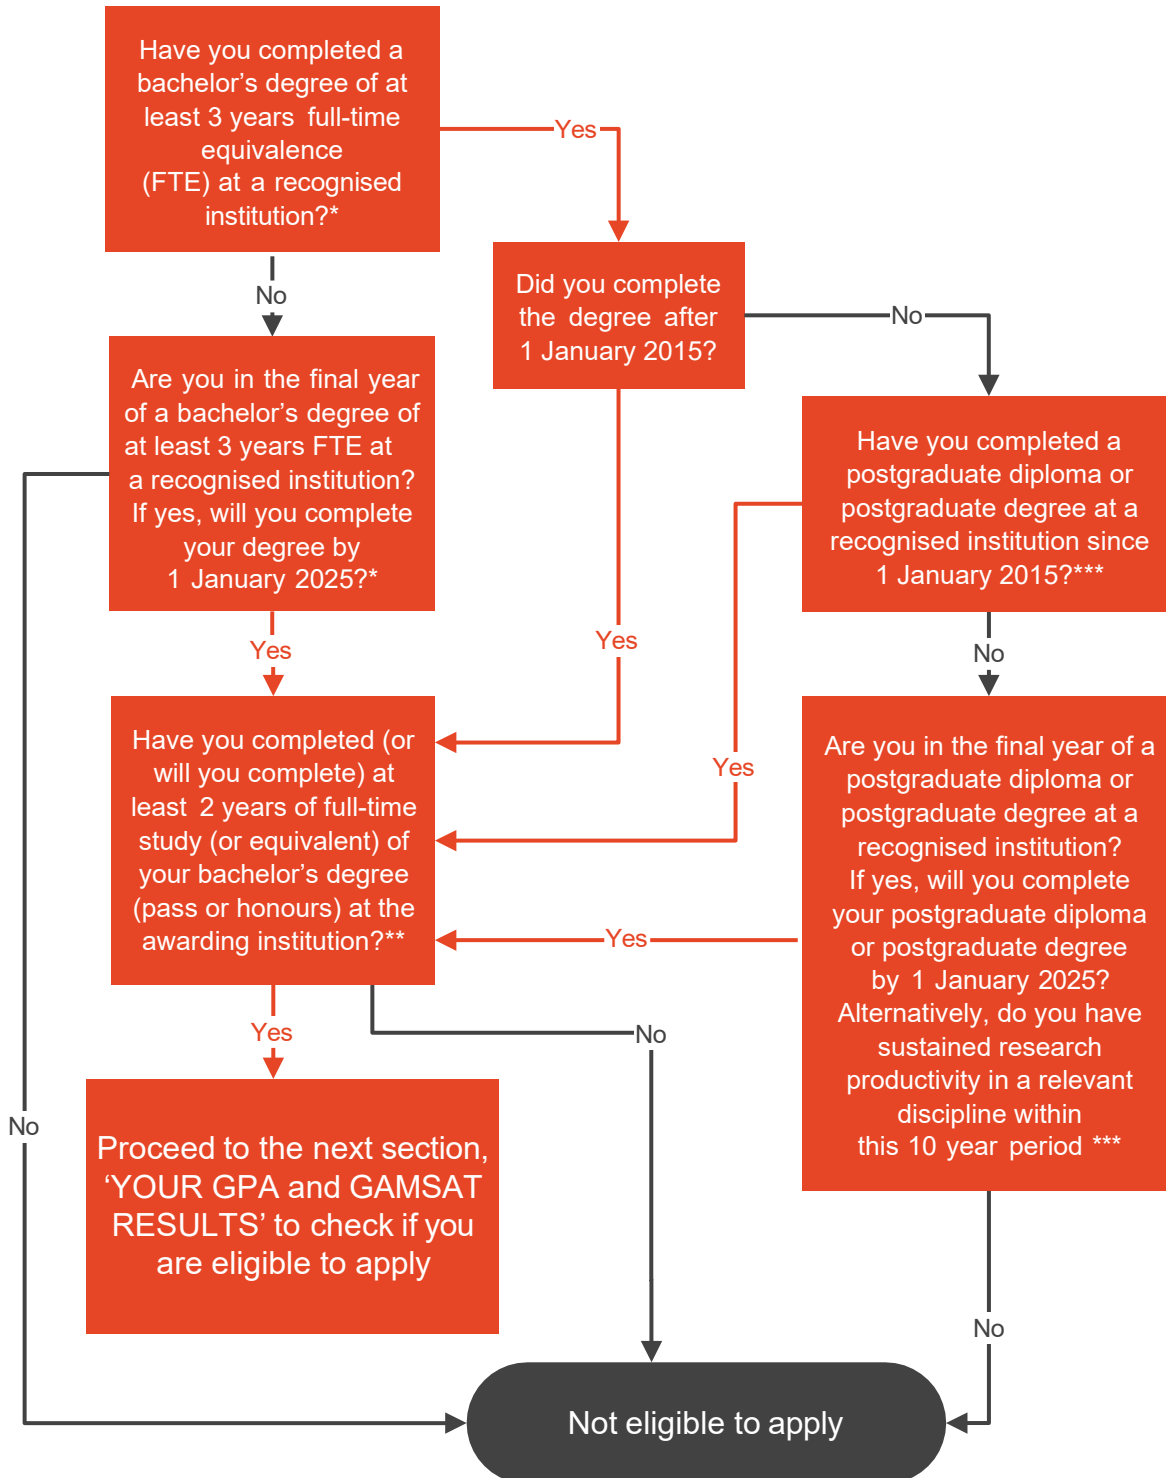 Have you completed a
bachelor’s degree of at
least 3 years full-time
equivalence
(FTE) at a recognised
institution?*
Yes
No
Did you complete
the degree after
1 January 2015?
No
Are you in the final year
of a bachelor’s degree of
at least 3 years FTE at
a recognised institution?
If yes, will you complete
your degree by
1 January 2025?*
Have you completed a
postgraduate diploma or
postgraduate degree at a
recognised institution since
1 January 2015?***
Yes
Yes
No
Have you completed (or
will you complete) at
least 2 years of full-time
study (or equivalent) of
your bachelor’s degree
(pass or honours) at the
awarding institution?**
Yes
Yes
Are you in the final year of a
postgraduate diploma or
postgraduate degree at a
recognised institution?
If yes, will you complete
your postgraduate diploma
or postgraduate degree
by 1 January 2025?
Alternatively, do you have
sustained research
productivity in a relevant
discipline within
this 10 year period ***
Yes
No
No
Proceed to the next section,
‘YOUR GPA and GAMSAT
RESULTS’ to check if you
are eligible to apply
No
Not eligible to apply